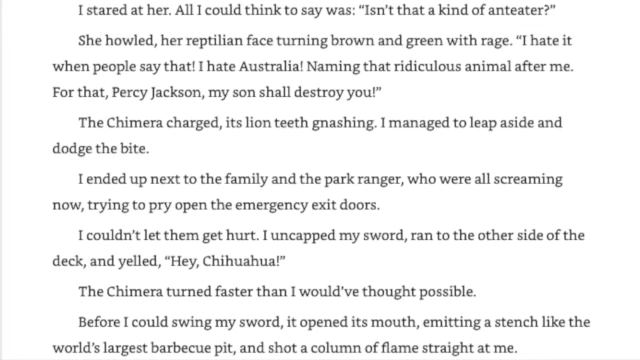 I stared at her. All I could think to say was: “Isn’t that a kind of anteater?”
She howled, her reptilian face turning brown and green with rage. “I hate it
when people say that! I hate Australia! Naming that ridiculous animal after me.
For that, Percy Jackson, my son shall destroy you!”
The Chimera charged, its lion teeth gnashing. I managed to leap aside and
dodge the bite.
I ended up next to the family and the park ranger, who were all screaming
now, trying to pry open the emergency exit doors.
I couldn’t let them get hurt. I uncapped my sword, ran to the other side of the
deck, and yelled, “Hey, Chihuahua!”
The Chimera turned faster than I would’ve thought possible.
Before I could swing my sword, it opened its mouth, emitting a stench like the
world’s largest barbecue pit, and shot a column of flame straight at me.